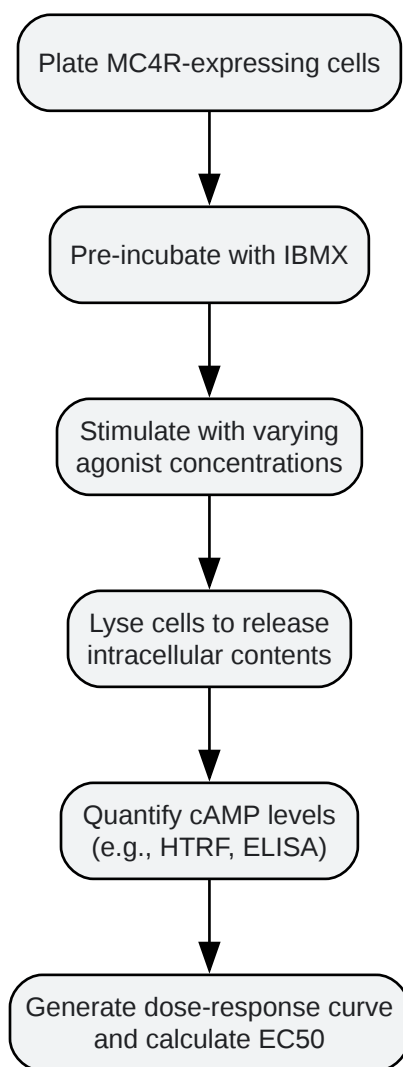 Plate MC4R-expressing cells
Pre-incubate with IBMX
Stimulate with varying
agonist concentrations
Lyse cells to release
intracellular contents
Quantify cAMP levels
(e.g., HTRF, ELISA)
Generate dose-response curve
and calculate EC50